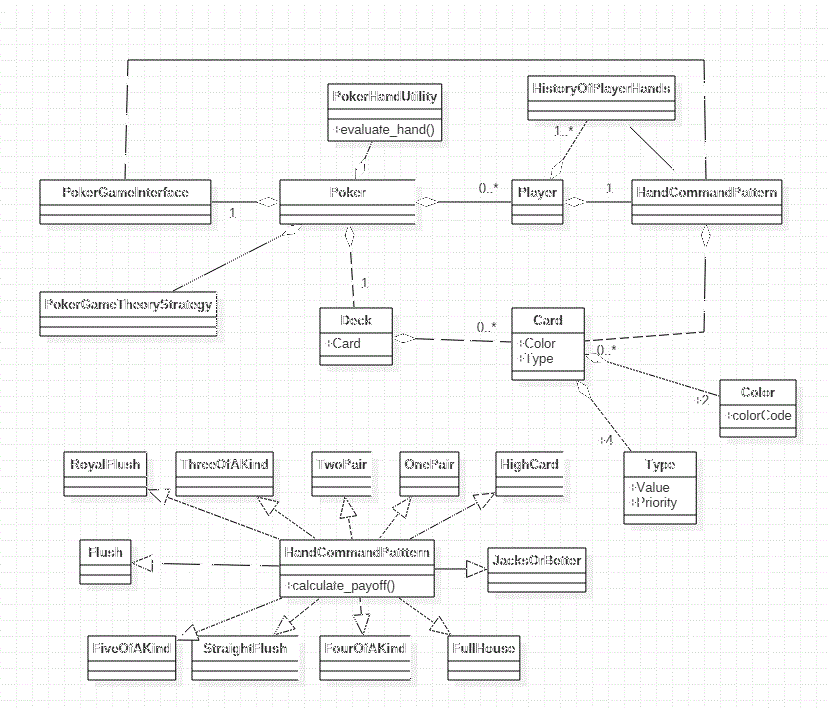 HistoryOfPlayerHands
PokerHandUtility
+evaluate_hand()
1..*
PokerGameInterface
1
Poker
0..*
Player
1
HandCommandPattern
PokerGameTheoryStrategy
1
Deck
+Card
0..*
Card
+Color
+Type
0..*
+2
Color
+colorCode
+4
Type
+Value
+Priority
RoyalFlush
ThreeOfAKind
TwoPair
OnePair
HighCard
Flush
HandCommandPatttern
+calculate_payoff()
JacksOrBetter
FiveOfAKind
StraightFlush
FourOfAKind
FullHouse